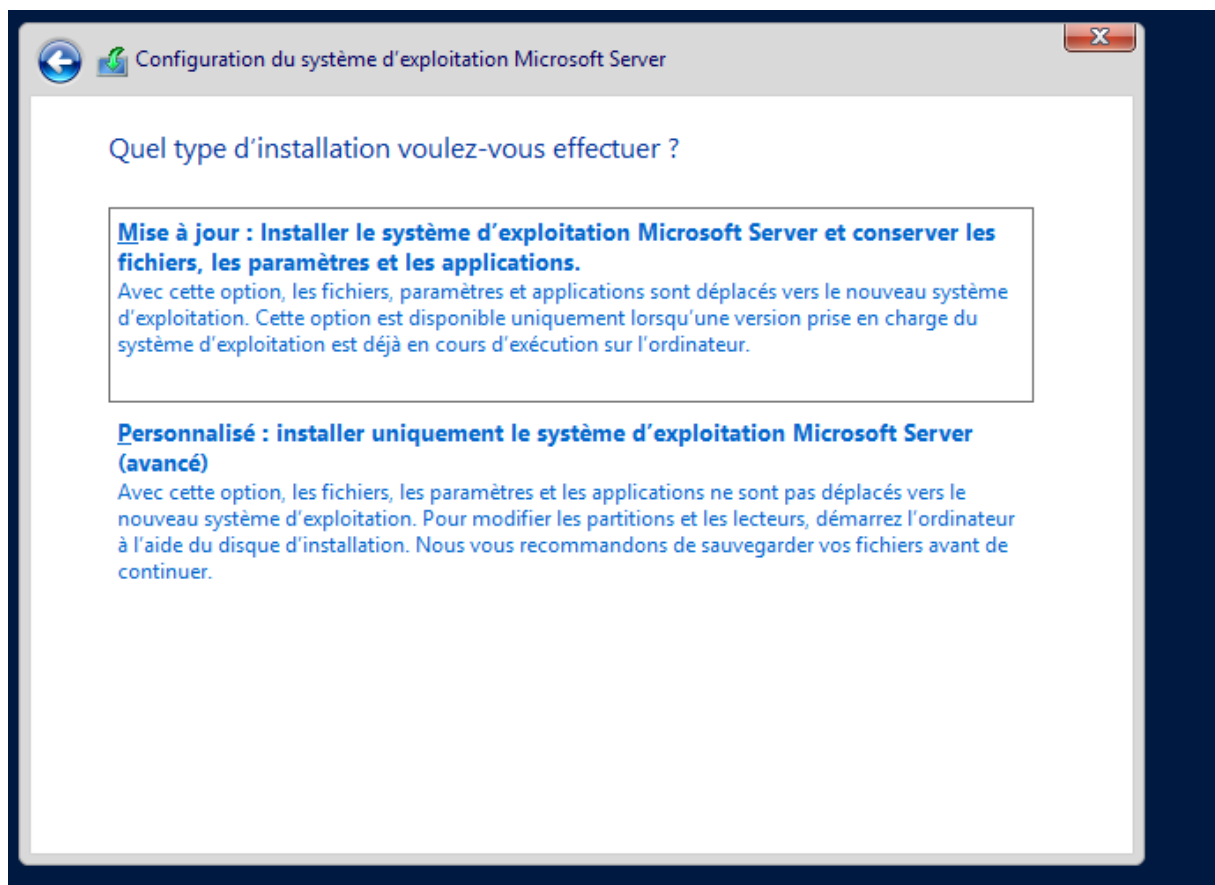 Configuration du système d’exploitation Microsoft Server
Quel type d’installation voulez-vous effectuer ?
Mise à jour : Installer le système d’exploitation Microsoft Server et conserver les
fichiers, les paramètres et les applications.
Avec cette option, les fichiers, paramètres et applications sont déplacés vers le nouveau système
d’exploitation. Cette option est disponible uniquement lorsqu’une version prise en charge du
système d’exploitation est déjà en cours d’exécution sur l’ordinateur.
Personnalisé : installer uniquement le système d’exploitation Microsoft Server
(avancé)
Avec cette option, les fichiers, les paramètres et les applications ne sont pas déplacés vers le
nouveau système d’exploitation. Pour modifier les partitions et les lecteurs, démarrez l’ordinateur
à l’aide du disque d’installation. Nous vous recommandons de sauvegarder vos fichiers avant de
continuer.